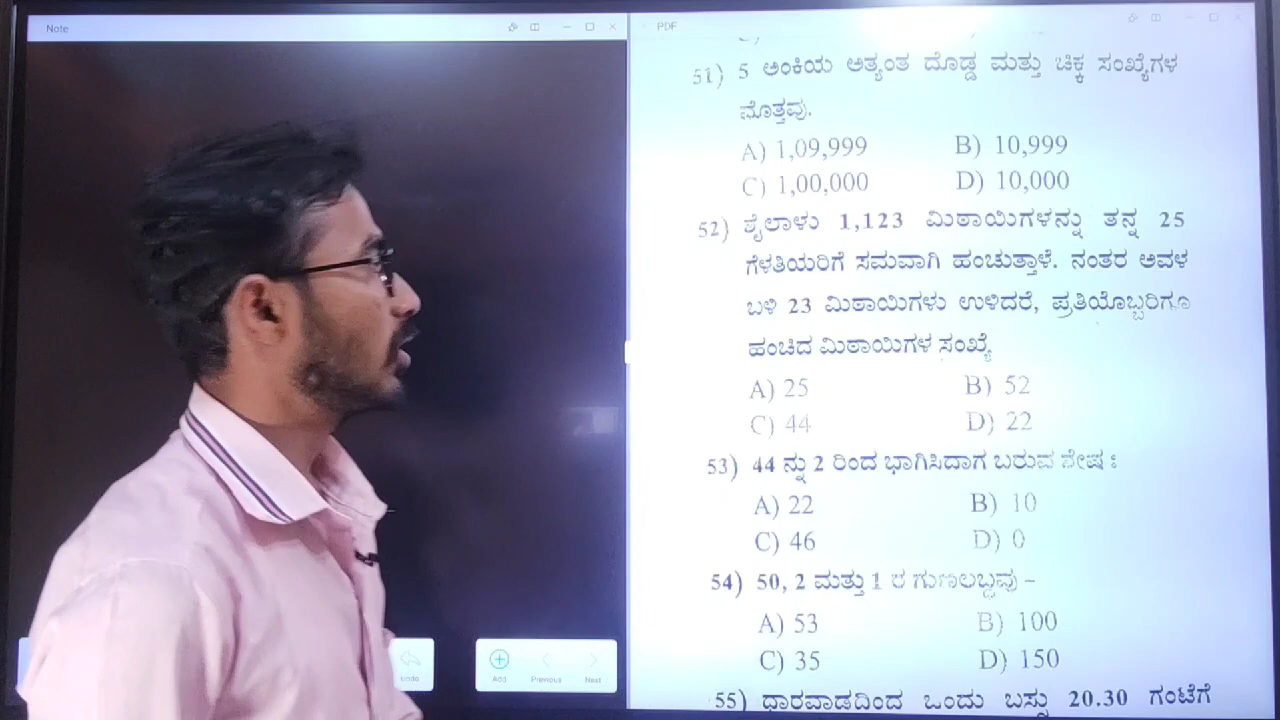 Note
PDF
51) 5 ಅಂಕಿಯ ಅತ್ಯಂತ ದೊಡ್ಡ ಮತ್ತು ಚಿಕ್ಕ ಸಂಖ್ಯೆಗಳ
ಮೊತ್ತವು.
A) 1,09,999 B) 10,999
C) 1,00,000 D) 10,000
52) ಶೈಲಾಳು 1,123 ಮಿಠಾಯಿಗಳನ್ನು ತನ್ನ 25
ಗೆಳತಿಯರಿಗೆ ಸಮವಾಗಿ ಹಂಚುತ್ತಾಳೆ. ನಂತರ ಅವಳ
ಬಳಿ 23 ಮಿಠಾಯಿಗಳು ಉಳಿದರೆ, ಪ್ರತಿಯೊಬ್ಬರಿಗೂ
ಹಂಚಿದ ಮಿಠಾಯಿಗಳ ಸಂಖ್ಯೆ
A) 25 B) 52
C) 44 D) 22
53) 44 ನ್ನು 2 ರಿಂದ ಭಾಗಿಸಿದಾಗ ಬರುವ ಶೇಷ :
A) 22 B) 10
C) 46 D) 0
54) 50, 2 ಮತ್ತು 1 ರ ಗುಣಲಬ್ಧವು –
A) 53 B) 100
C) 35 D) 150
55) ಧಾರವಾಡದಿಂದ ಒಂದು ಬಸ್ಸು 20.30 ಗಂಟೆಗೆ
Undo Add Previous Next